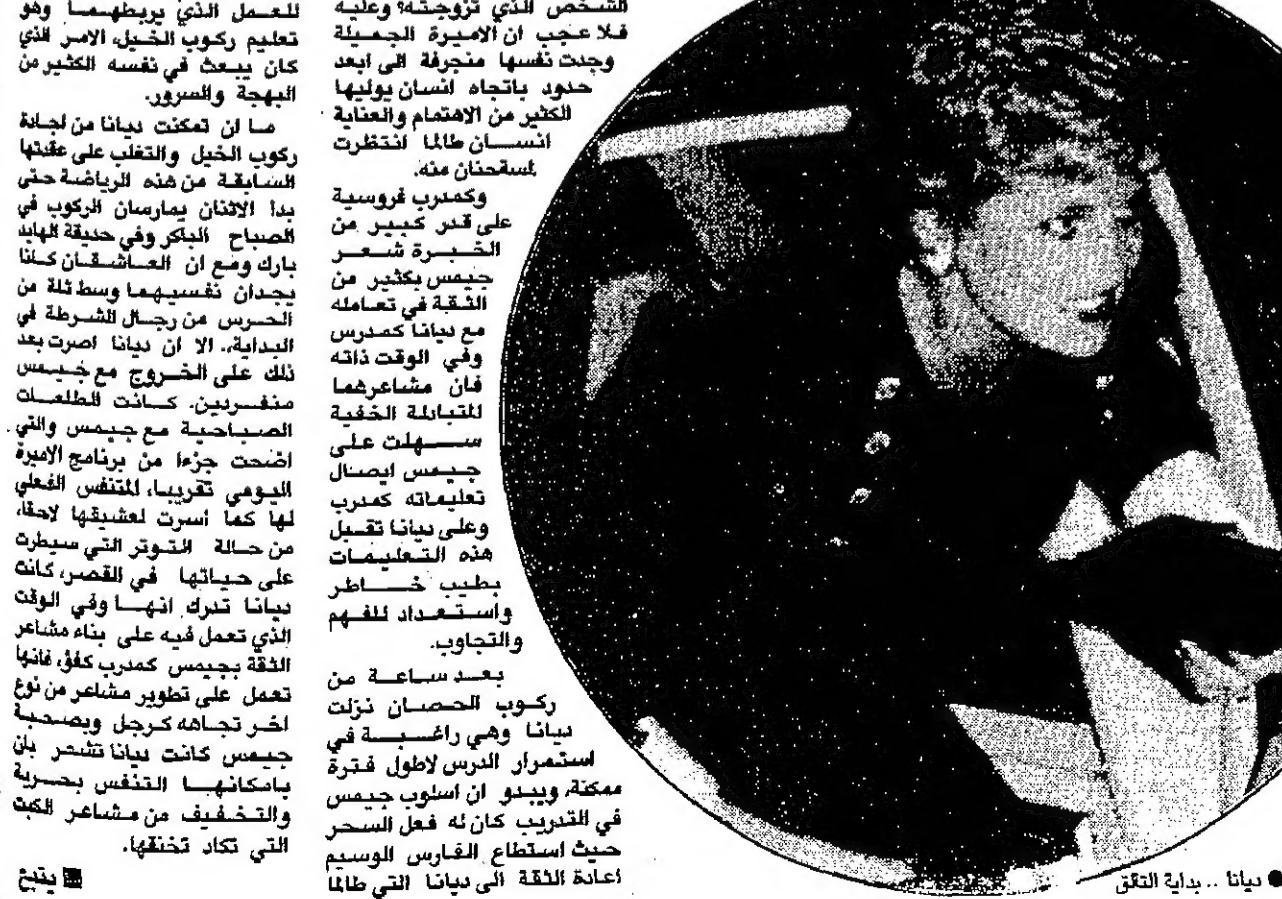 الشخص الذي تزوجته؟ وعليه
فلا عجب ان الاميرة الجميلة
وجدت نفسها منجرفة الى ابعد
حدود باتجاه انسان يوليها
الكثير من الاهتمام والعناية
انسان طالما انتظرت
منه.
وكمدرب فروسية
على قدر كبير من
الخبرة شعر
جيمس بكثير من
الثقة في تعامله
مع ديانا كمدرس
وفي الوقت ذاته
فان مشاعرهما
المتبادلة الخفية
سهلت على
جيمس ايصال
تعليماته كمدرب
وعلى ديانا تقبل
هذه التعليمات
بطيب خاطر
واستعداد للفهم
والتجاوب.
بعد ساعة من
ركوب الحصان نزلت
ديانا وهي راغبة في
استمرار الدرس لاطول فترة
ممكنة، ويبدو ان اسلوب جيمس
في التدريب كان له فعل السحر
حيث استطاع الفارس الوسيم
اعادة الثقة الى ديانا التي طالما
للعمل الذي يربطهما وهو
تعليم ركوب الخيل، الامر الذي
كان يبعث في نفسه الكثير من
البهجة والسرور.
ما ان تمكنت ديانا من اجادة
ركوب الخيل والتغلب على عقبتها
السابقة من هذه الرياضة حتى
بدا الاثنان يمارسان الركوب في
الصباح الباكر وفي حديقة الهايد
بارك ومع ان العاشقان كانا
يجدان نفسيهما وسط ثلة من
الحرس من رجال الشرطة في
البداية.. الا ان ديانا اصرت بعد
ذلك على الخروج مع جيمس
منفردين. كانت الطلعات
الصباحية مع جيمس والتي
اضحت جزءا من برنامج الاميرة
اليومي تقريبا، المتنفس الفعلي
لها كما اسرت لعشيقها لاحقا،
من حالة التوتر التي سيطرت
على حياتها في القصر، كانت
ديانا تدرك انها وفي الوقت
الذي تعمل فيه على بناء مشاعر
الثقة بجيمس كمدرب كفؤ، فانها
تعمل على تطوير مشاعر من نوع
اخر تجاهه كرجل وبصحبة
جيمس كانت ديانا تشعر بان
بامكانها التنفس بحرية
والتخفيف من مشاعر الكبت
التي تكاد تخنقها.
يتبع
ديانا .. بداية